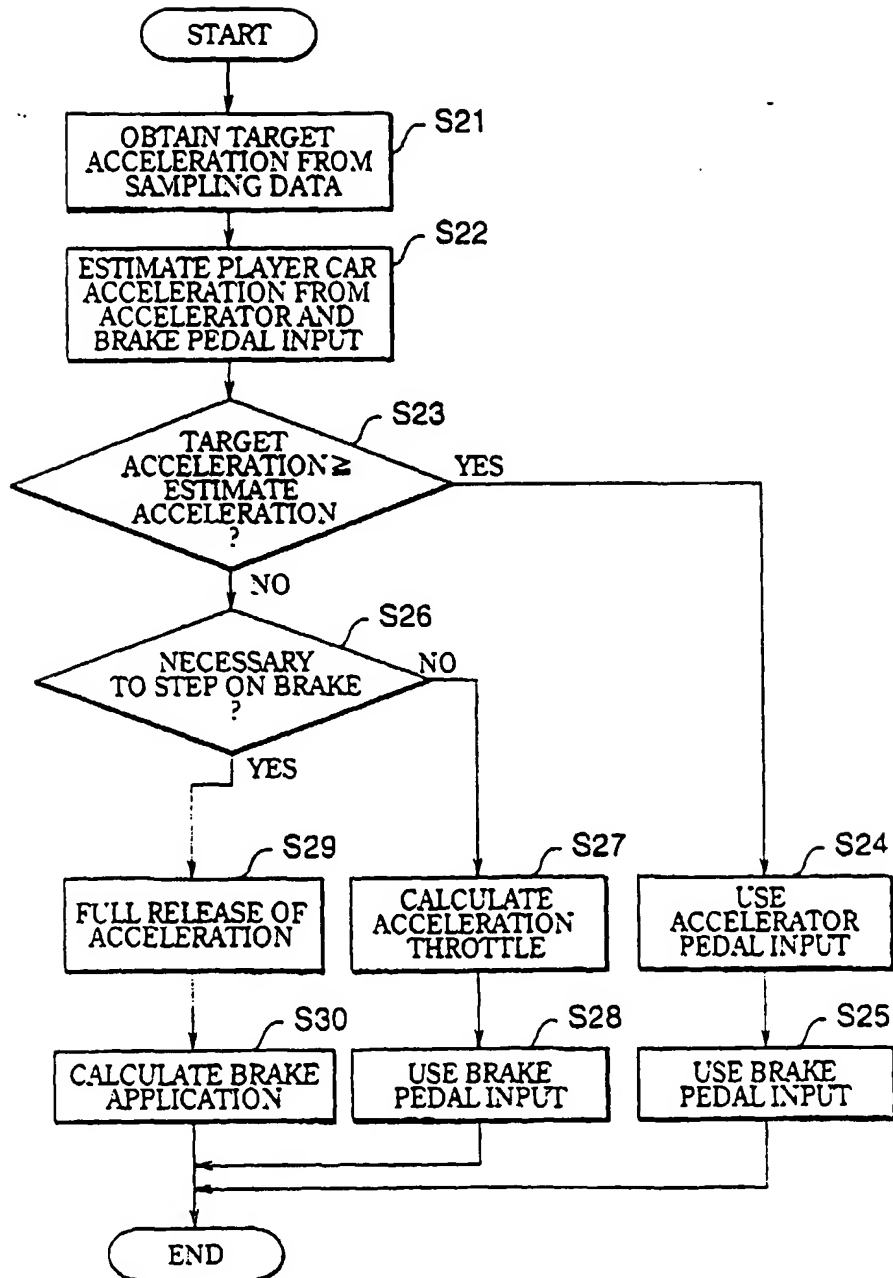 START
S21
OBTAIN TARGET
ACCELERATION FROM
SAMPLING DATA
S22
ESTIMATE PLAYER CAR
ACCELERATION FROM
ACCELERATOR AND
BRAKE PEDAL INPUT
S23
TARGET
ACCELERATION ≧
ESTIMATE
ACCELERATION
?
YES
NO
S26
NECESSARY
TO STEP ON BRAKE
?
NO
YES
S29
FULL RELEASE OF
ACCELERATION
S27
CALCULATE
ACCELERATION
THROTTLE
S24
USE
ACCELERATOR
PEDAL INPUT
S30
CALCULATE BRAKE
APPLICATION
S28
USE BRAKE
PEDAL INPUT
S25
USE BRAKE
PEDAL INPUT
END